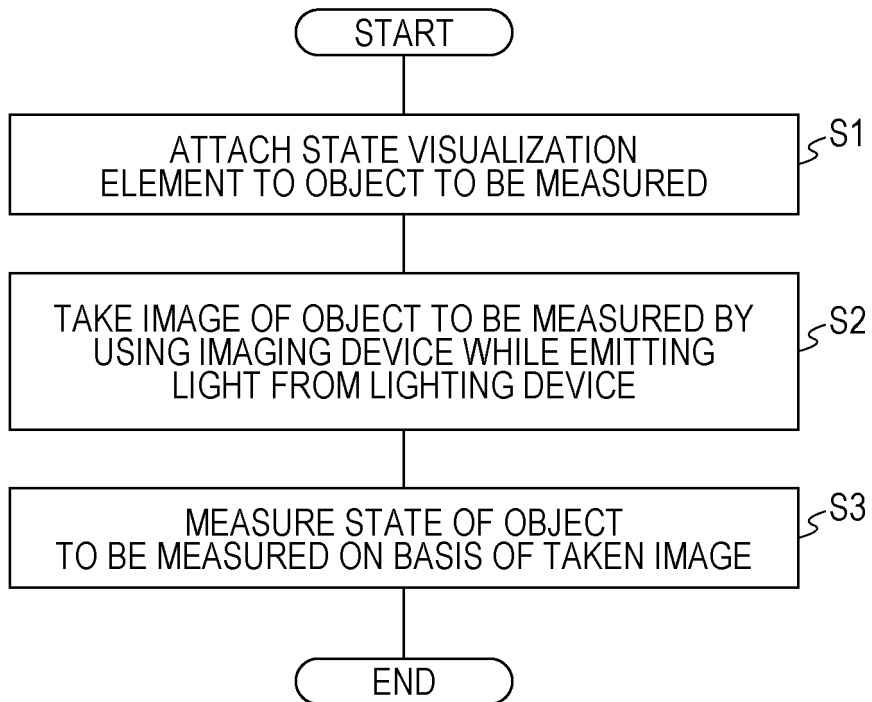 START
ATTACH STATE VISUALIZATION
ELEMENT TO OBJECT TO BE MEASURED
S1
TAKE IMAGE OF OBJECT TO BE MEASURED BY
USING IMAGING DEVICE WHILE EMITTING
LIGHT FROM LIGHTING DEVICE
S2
MEASURE STATE OF OBJECT
TO BE MEASURED ON BASIS OF TAKEN IMAGE
S3
END